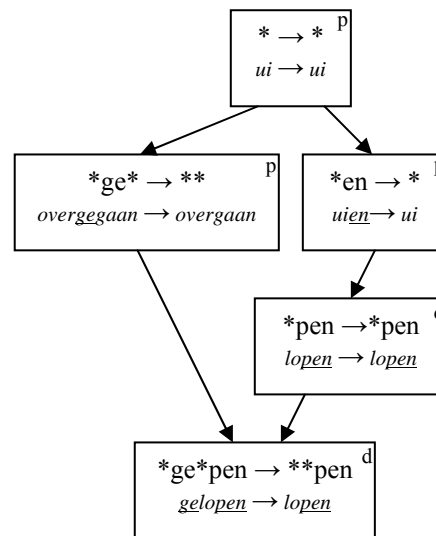 * → * p
ui → ui
*ge* → ** p
overgegaan → overgaan
*en → *
uien → ui
*pen → *pen
lopen → lopen
*ge*pen → **pen d
gelopen → lopen